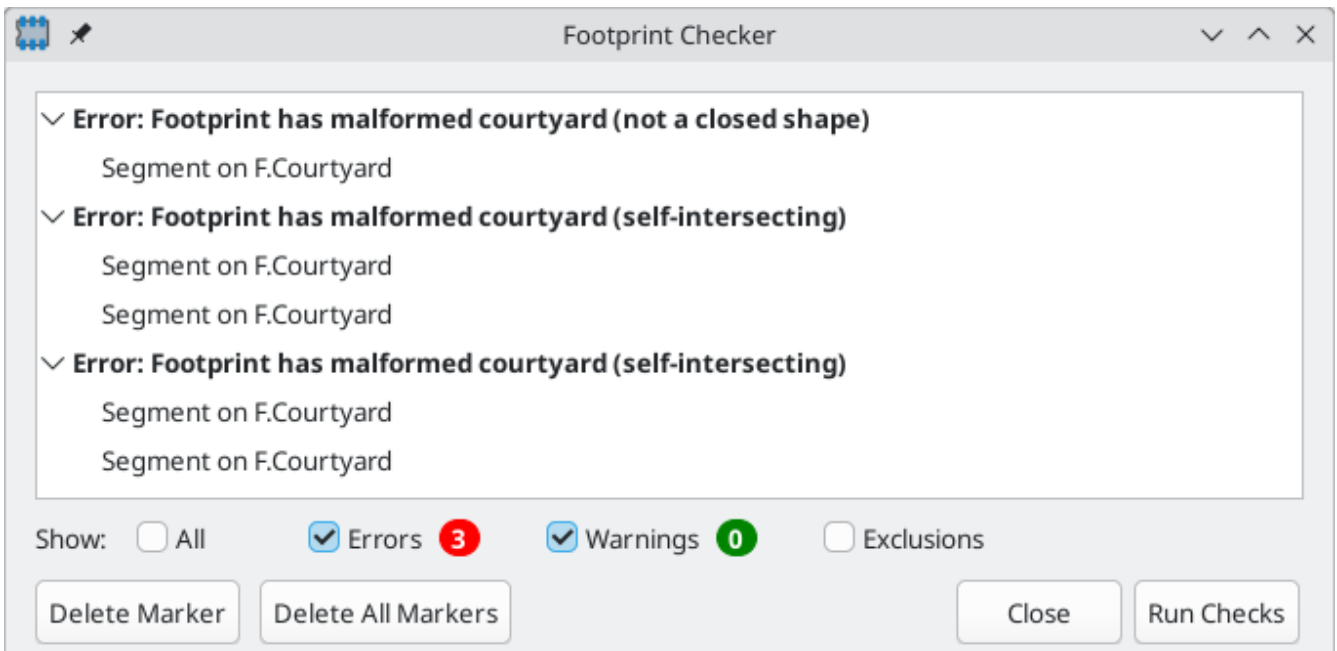 Footprint Checker
Error: Footprint has malformed courtyard (not a closed shape)
Segment on F.Courtyard
Error: Footprint has malformed courtyard (self-intersecting)
Segment on F.Courtyard
Segment on F.Courtyard
Error: Footprint has malformed courtyard (self-intersecting)
Segment on F.Courtyard
Segment on F.Courtyard
Show: All Errors 3 Warnings 0 Exclusions
Delete Marker Delete All Markers Close Run Checks